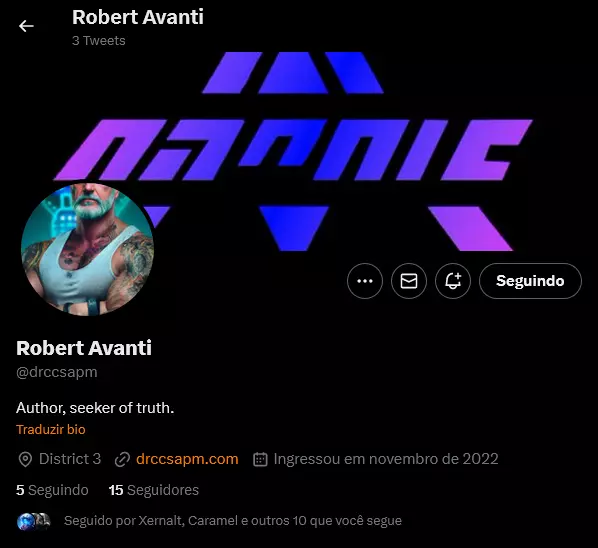 Robert Avanti
3 Tweets
Seguindo
Robert Avanti
@drccsapm
Author, seeker of truth.
Traduzir bio
District 3 drccsapm.com Ingressou em novembro de 2022
5 Seguindo 15 Seguidores
Seguido por Xernalt, Caramel e outros 10 que você segue